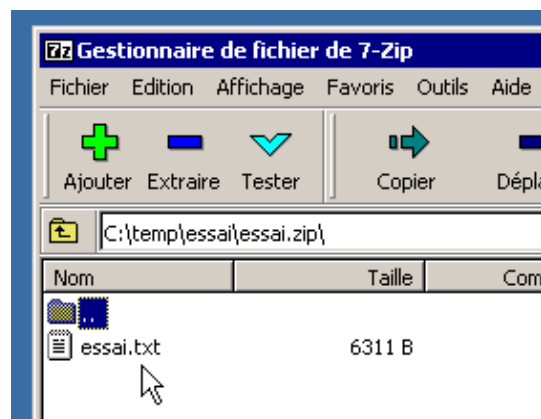 7z Gestionnaire de fichier de 7-Zip
Fichier Edition Affichage Favoris Outils Aide
Ajouter Extraire Tester Copier
C:\temp\essai\essai.zip\
Nom Taille Com
..
essai.txt 6311 B